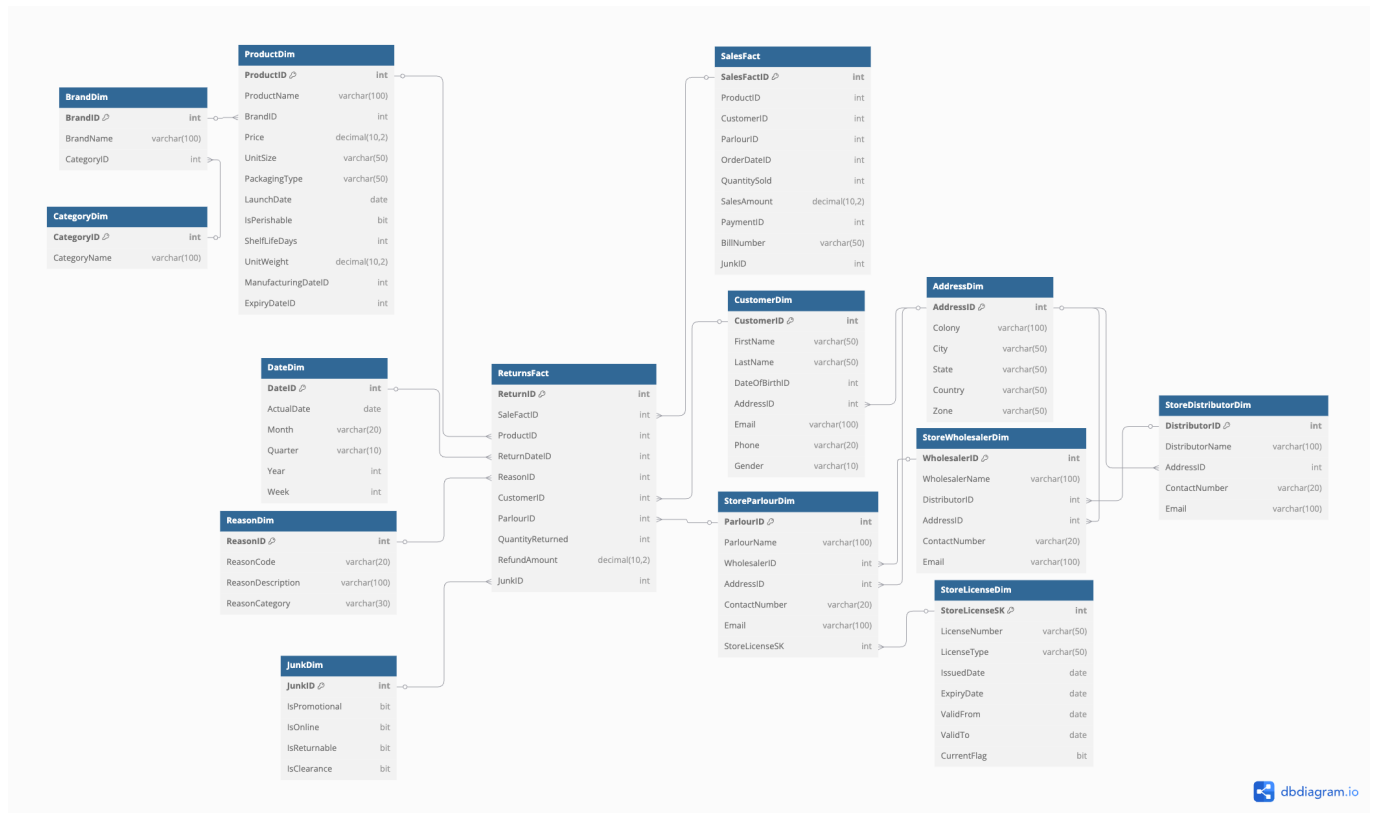 ProductDim
ProductID int
ProductName varchar(100)
BrandID int
Price decimal(10,2)
UnitSize varchar(50)
PackagingType varchar(50)
LaunchDate date
IsPerishable bit
ShelfLifeDays int
UnitWeight decimal(10,2)
ManufacturingDateID int
ExpiryDateID int
BrandDim
BrandID int
BrandName varchar(100)
CategoryID int
CategoryDim
CategoryID int
CategoryName varchar(100)
SalesFact
SalesFactID int
ProductID int
CustomerID int
ParlourID int
OrderDateID int
QuantitySold int
SalesAmount decimal(10,2)
PaymentID int
BillNumber varchar(50)
JunkID int
CustomerDim
CustomerID int
FirstName varchar(50)
LastName varchar(50)
DateOfBirthID int
AddressID int
Email varchar(100)
Phone varchar(20)
Gender varchar(10)
AddressDim
AddressID int
Colony varchar(100)
City varchar(50)
State varchar(50)
Country varchar(50)
Zone varchar(50)
DateDim
DateID int
ActualDate date
Month varchar(20)
Quarter varchar(10)
Year int
Week int
ReturnsFact
ReturnID int
SaleFactID int
ProductID int
ReturnDateID int
ReasonID int
CustomerID int
ParlourID int
QuantityReturned int
RefundAmount decimal(10,2)
JunkID int
StoreDistributorDim
DistributorID int
DistributorName varchar(100)
AddressID int
ContactNumber varchar(20)
Email varchar(100)
StoreWholesalerDim
WholesalerID int
WholesalerName varchar(100)
DistributorID int
AddressID int
ContactNumber varchar(20)
Email varchar(100)
StoreParlourDim
ParlourID int
ParlourName varchar(100)
WholesalerID int
AddressID int
ContactNumber varchar(20)
Email varchar(100)
StoreLicenseSK int
ReasonDim
ReasonID int
ReasonCode varchar(20)
ReasonDescription varchar(100)
ReasonCategory varchar(30)
StoreLicenseDim
StoreLicenseSK int
LicenseNumber varchar(50)
LicenseType varchar(50)
IssuedDate date
ExpiryDate date
ValidFrom date
ValidTo date
CurrentFlag bit
JunkDim
JunkID int
IsPromotional bit
IsOnline bit
IsReturnable bit
IsClearance bit
dbdiagram.io